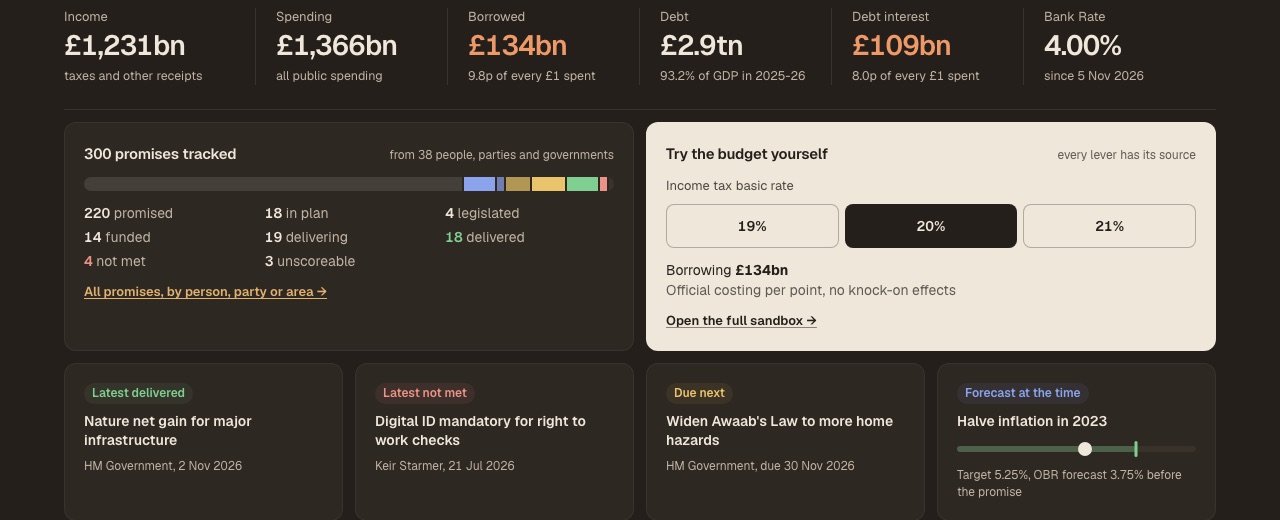 Income
£1,231bn
taxes and other receipts
Spending
£1,366bn
all public spending
Borrowed
£134bn
9.8p of every £1 spent
Debt
£2.9tn
93.2% of GDP in 2025-26
Debt interest
£109bn
8.0p of every £1 spent
Bank Rate
4.00%
since 5 Nov 2026
300 promises tracked
from 38 people, parties and governments
220 promised
18 in plan
4 legislated
14 funded
19 delivering
18 delivered
4 not met
3 unscoreable
All promises, by person, party or area →
Try the budget yourself
every lever has its source
Income tax basic rate
19%
20%
21%
Borrowing £134bn
Official costing per point, no knock-on effects
Open the full sandbox →
Latest delivered
Nature net gain for major
infrastructure
HM Government, 2 Nov 2026
Latest not met
Digital ID mandatory for right to
work checks
Keir Starmer, 21 Jul 2026
Due next
Widen Awaab's Law to more home
hazards
HM Government, due 30 Nov 2026
Forecast at the time
Halve inflation in 2023
Target 5.25%, OBR forecast 3.75% before
the promise